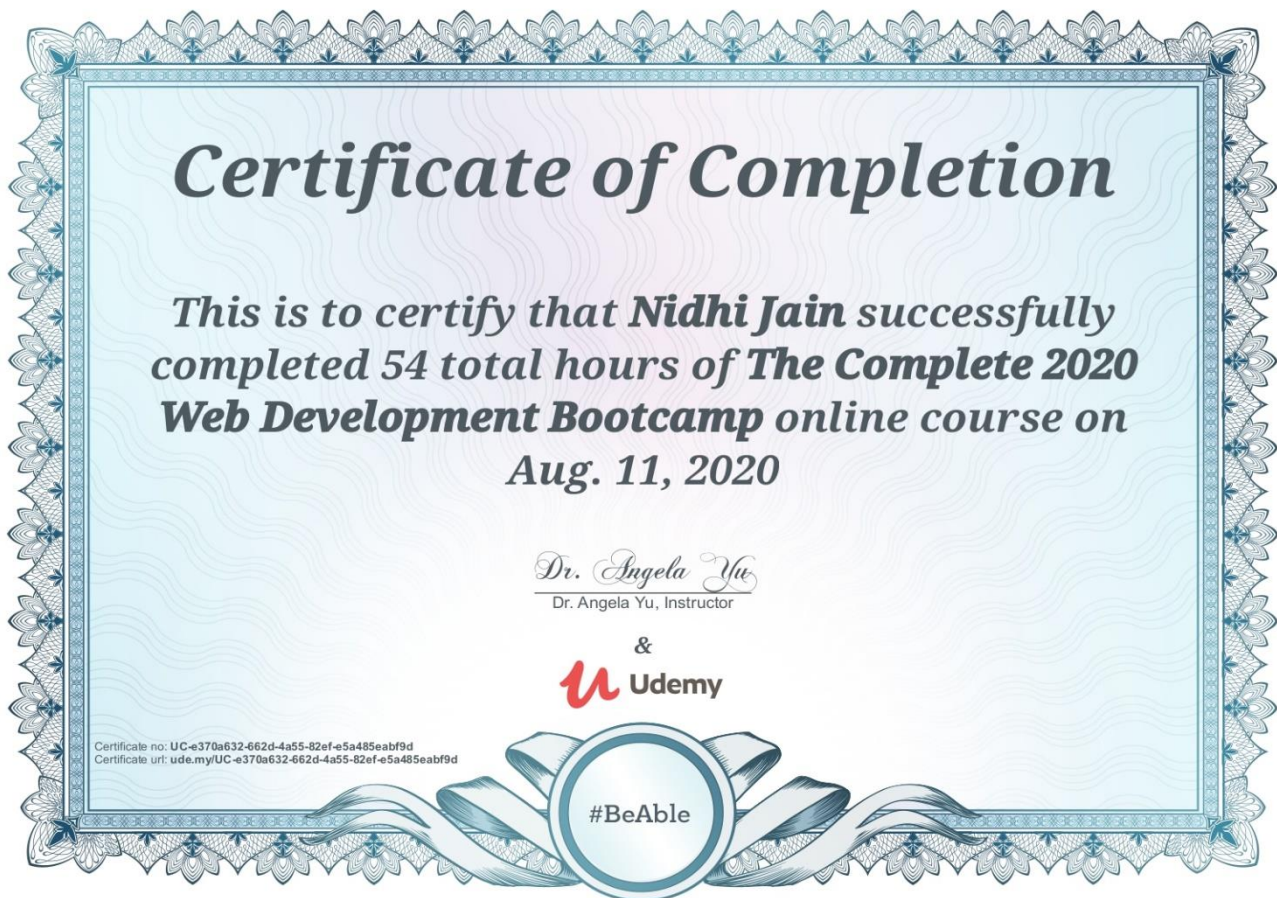 Certificate of Completion
This is to certify that Nidhi Jain successfully
completed 54 total hours of The Complete 2020
Web Development Bootcamp online course on
Aug. 11, 2020
Dr. Angela Yu
Dr. Angela Yu, Instructor
&
Udemy
Certificate no: UC-e370a632-662d-4a55-82ef-e5a485eabf9d
Certificate url: ude.my/UC-e370a632-662d-4a55-82ef-e5a485eabf9d
#BeAble